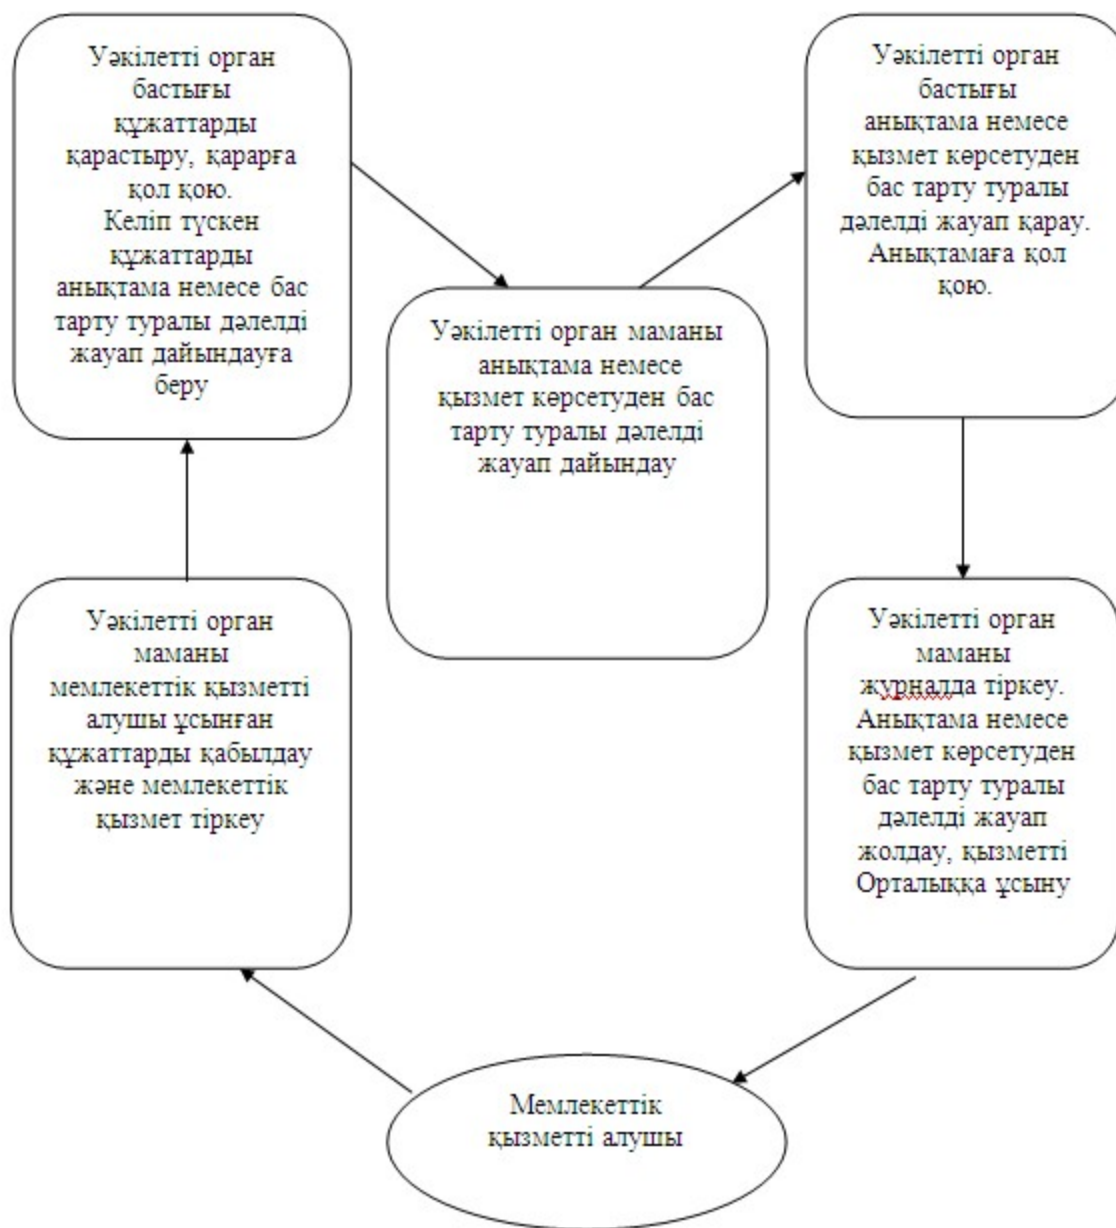 Уәкілетті орган
бастығы
құжаттарды
қарастыру, қарарға
қол қою.
Келіп түскен
құжаттарды
анықтама немесе бас
тарту туралы дәлелді
жауап дайындауға
беру
Уәкілетті орган маманы
анықтама немесе
қызмет көрсетуден бас
тарту туралы дәлелді
жауап дайындау
Уәкілетті орган
бастығы
анықтама немесе
қызмет көрсетуден
бас тарту туралы
дәлелді жауап қарау.
Анықтамаға қол
қою.
Уәкілетті орган
маманы
мемлекеттік қызметті
алушы ұсынған
құжаттарды қабылдау
және мемлекеттік
қызмет тіркеу
Уәкілетті орган
маманы
журналда тіркеу.
Анықтама немесе
қызмет көрсетуден
бас тарту туралы
дәлелді жауап
жолдау, қызметті
Орталыққа ұсыну
Мемлекеттік
қызметті алушы